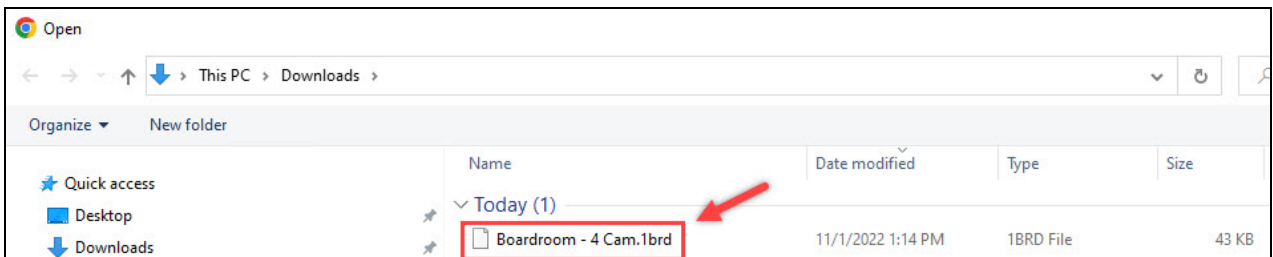 Open
This PC > Downloads >
Organize New folder
Name Date modified Type Size
Quick access
Today (1)
Desktop
Boardroom - 4 Cam.1brd 11/1/2022 1:14 PM 1BRD File 43 KB
Downloads